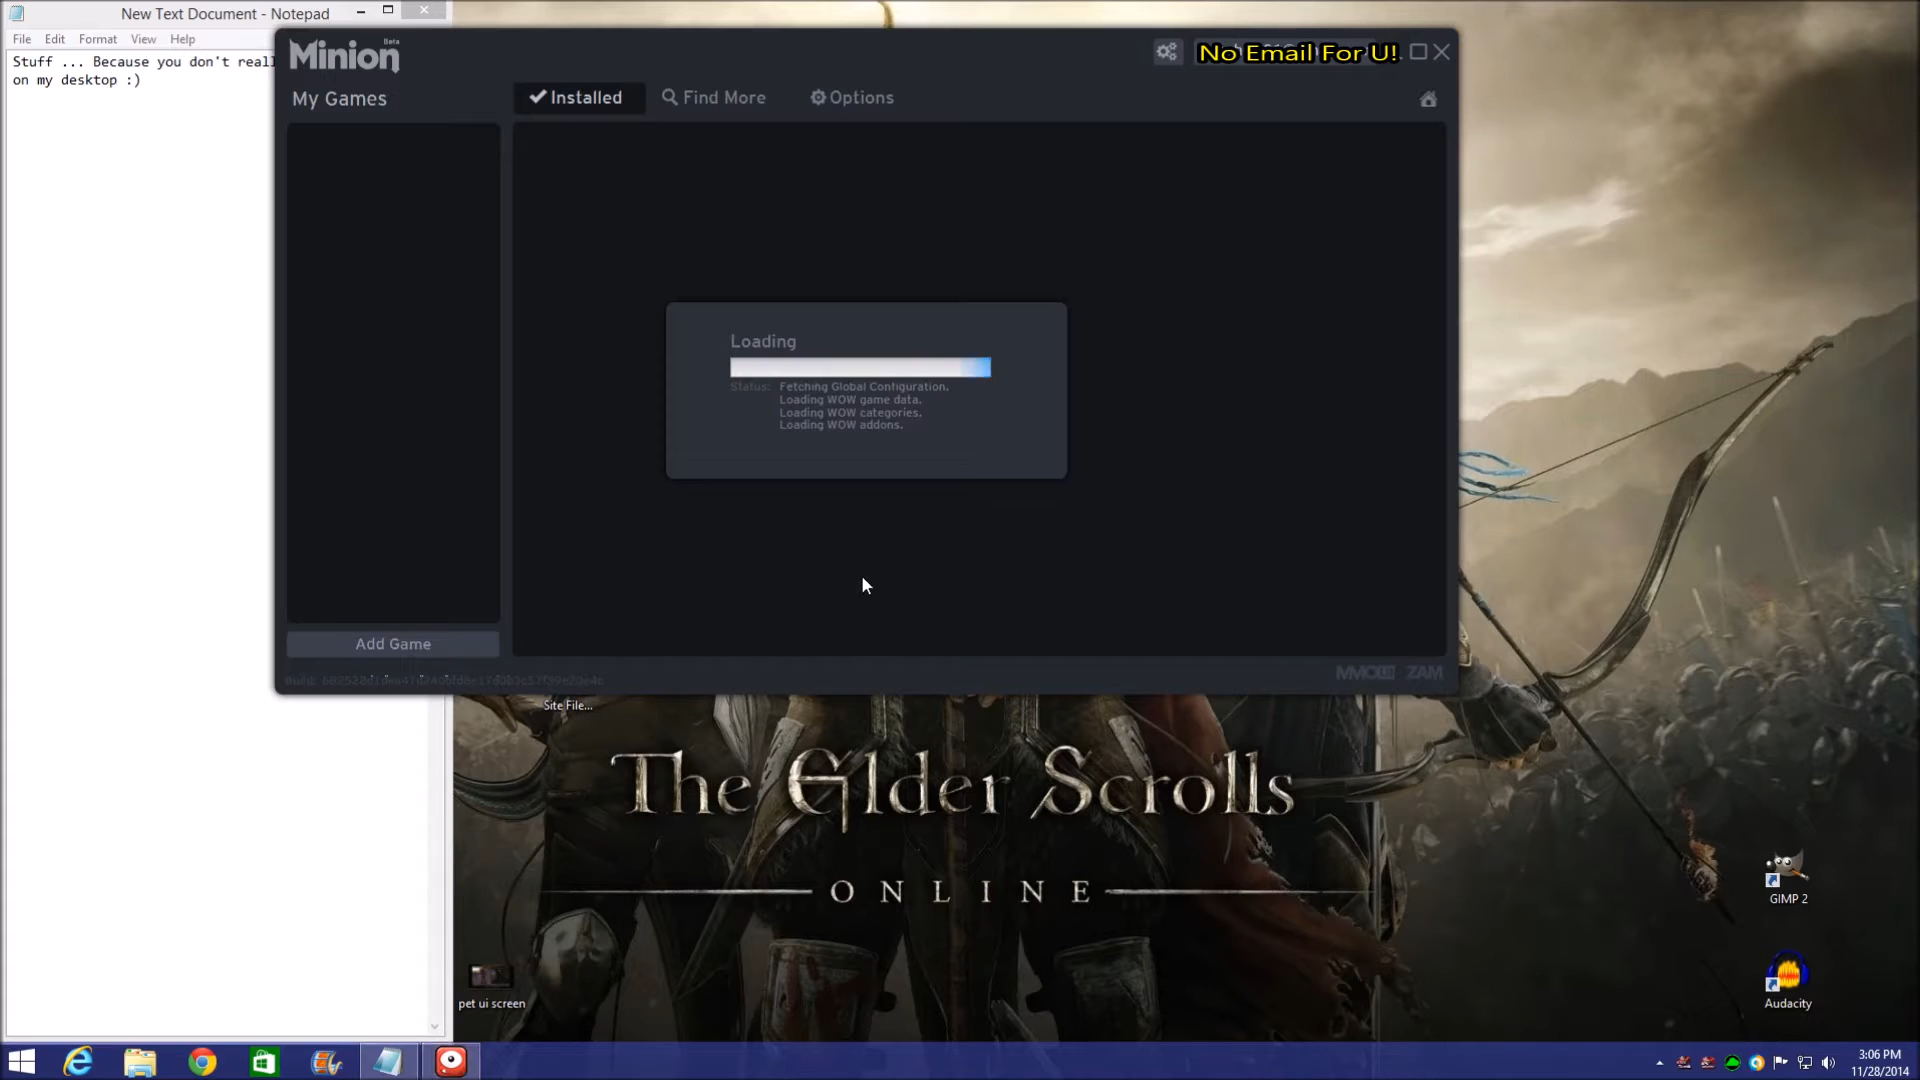 New Text Document - Notepad
File Edit Format View Help
Stuff ... Because you don't reall
on my desktop :)
Minion
Beta
No Email For U!
My Games
Installed
Find More
Options
Loading
Status: Fetching Global Configuration.
Loading WOW game data.
Loading WOW categories.
Loading WOW addons.
Add Game
MMOUI ZAM
Site File...
The Elder Scrolls
ONLINE
pet ui screen
GIMP 2
Audacity
3:06 PM
11/28/2014